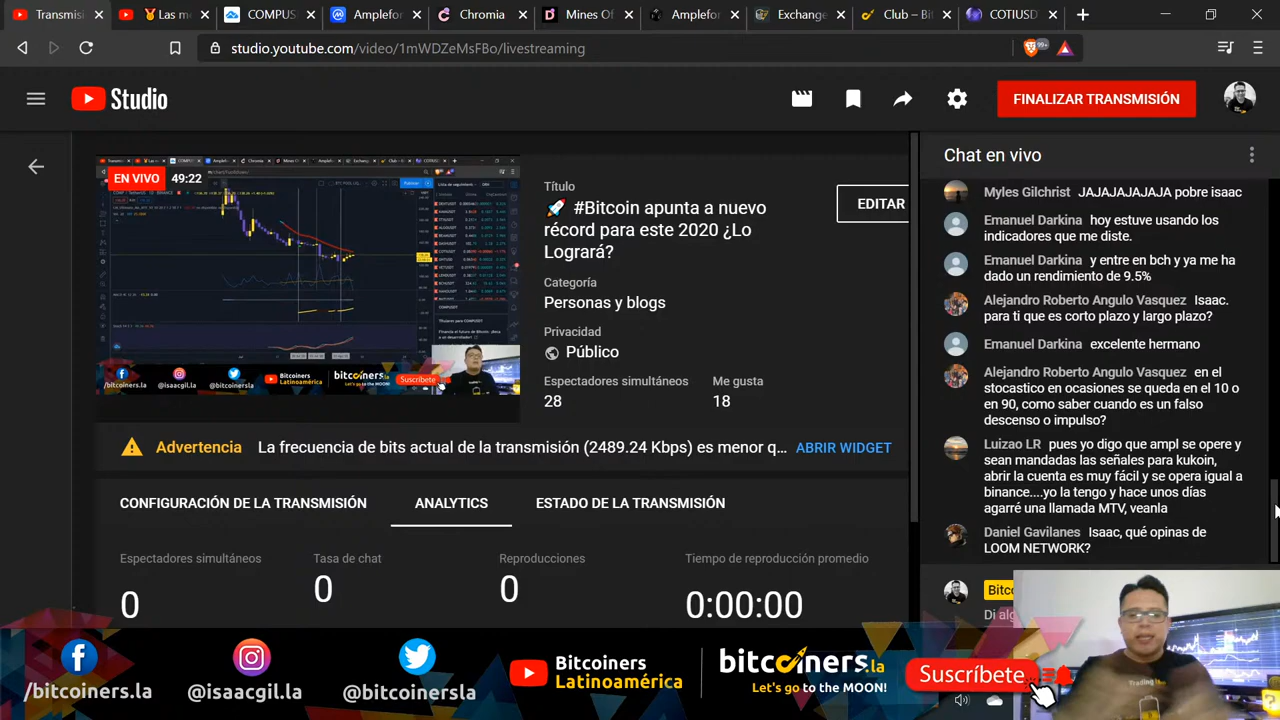 Transmisi
Las m
COMPUS
Amplefo
Chromia
Mines Of
Amplefo
Exchange
Club – Bi
COTIUSD
studio.youtube.com/video/1mWDZeMsFBo/livestreaming
99+
Studio
FINALIZAR TRANSMISIÓN
EN VIVO 49:22
Título
🚀 #Bitcoin apunta a nuevo
récord para este 2020 ¿Lo
Logrará?
EDITAR
Categoría
Personas y blogs
Privacidad
Público
Espectadores simultáneos
28
Me gusta
18
Advertencia La frecuencia de bits actual de la transmisión (2489.24 Kbps) es menor q... ABRIR WIDGET
CONFIGURACIÓN DE LA TRANSMISIÓN
ANALYTICS
ESTADO DE LA TRANSMISIÓN
Espectadores simultáneos
0
Tasa de chat
0
Reproducciones
0
Tiempo de reproducción promedio
0:00:00
Chat en vivo
Myles Gilchrist JAJAJAJAJAJA pobre isaac
Emanuel Darkina hoy estuve usando los
indicadores que me diste.
Emanuel Darkina y entre en bch y ya me ha
dado un rendimiento de 9.5%
Alejandro Roberto Angulo Vasquez Isaac.
para ti que es corto plazo y largo plazo?
Emanuel Darkina excelente hermano
Alejandro Roberto Angulo Vasquez en el
stocastico en ocasiones se queda en el 10 o
en 90, como saber cuando es un falso
descenso o impulso?
Luizao LR pues yo digo que ampl se opere y
sean mandadas las señales para kukoin,
abrir la cuenta es muy fácil y se opera igual a
binance....yo la tengo y hace unos días
agarré una llamada MTV, veanla
Daniel Gavilanes Isaac, qué opinas de
LOOM NETWORK?
Bitco
Di alg
/bitcoiners.la
@isaacgil.la
@bitcoinersla
Bitcoiners
Latinoamérica
bitcoiners.la
Let's go to the MOON!
Suscríbete